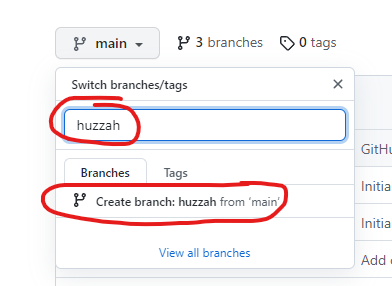 main 3 branches 0 tags
Switch branches/tags
huzzah
Branches Tags
GitHu
Initia
Create branch: huzzah from 'main'
Initia
View all branches
Add